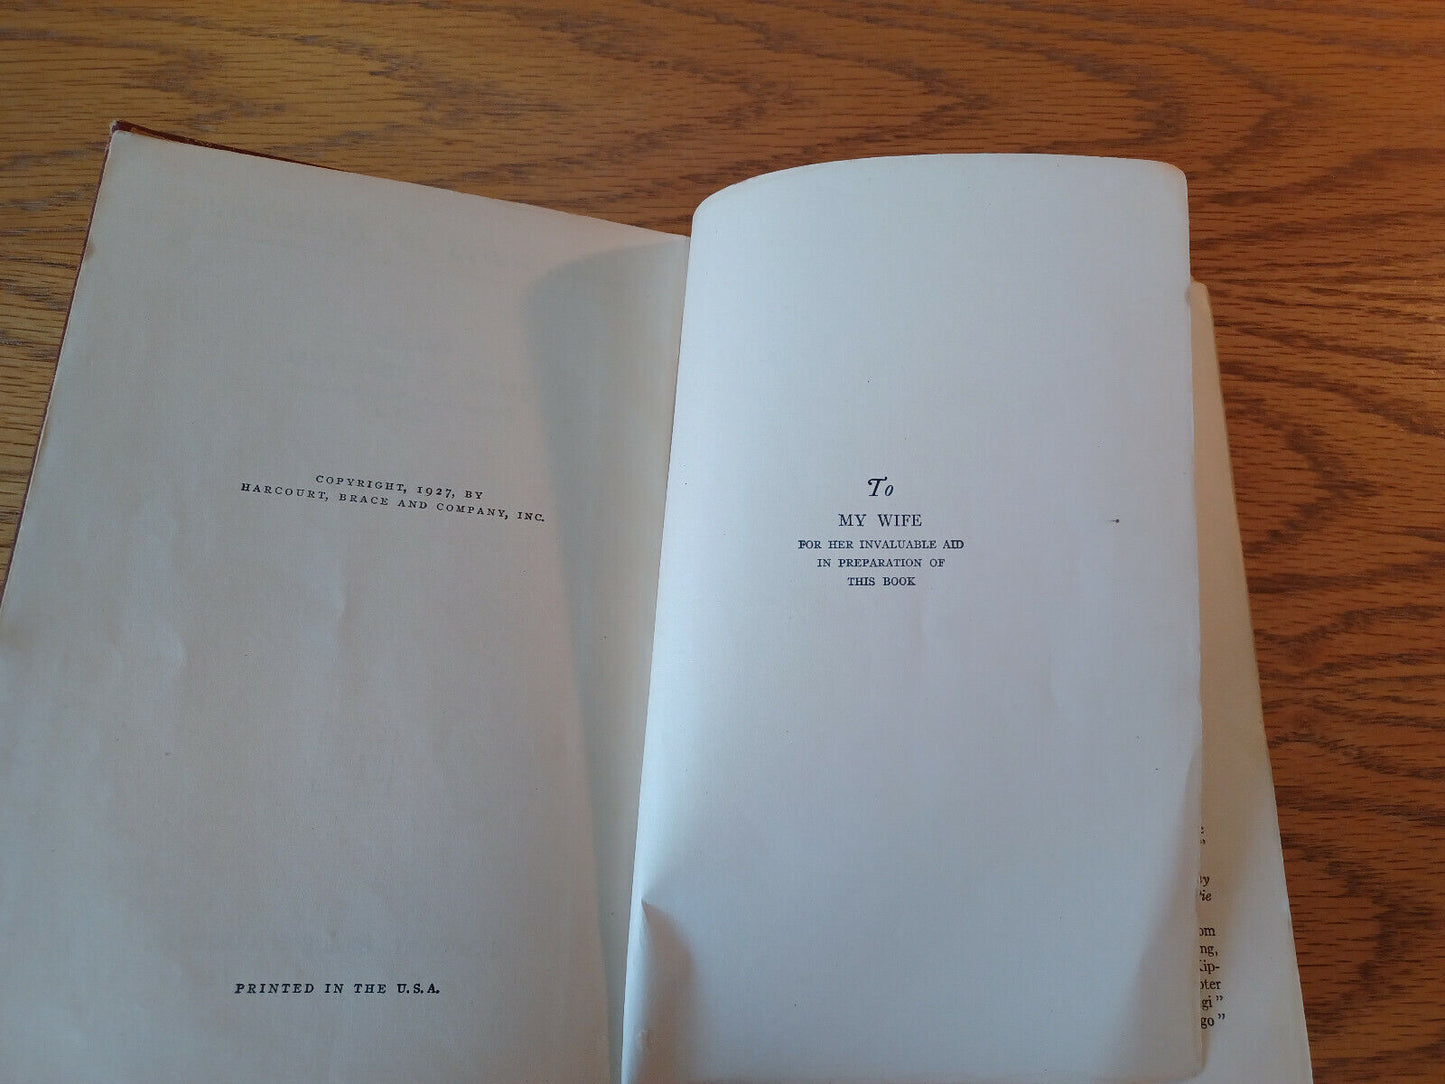 COPYRIGHT, 1927, BY
HARCOURT, BRACE AND COMPANY, INC.
PRINTED IN THE U.S.A.
To
MY WIFE
FOR HER INVALUABLE AID
IN PREPARATION OF
THIS BOOK